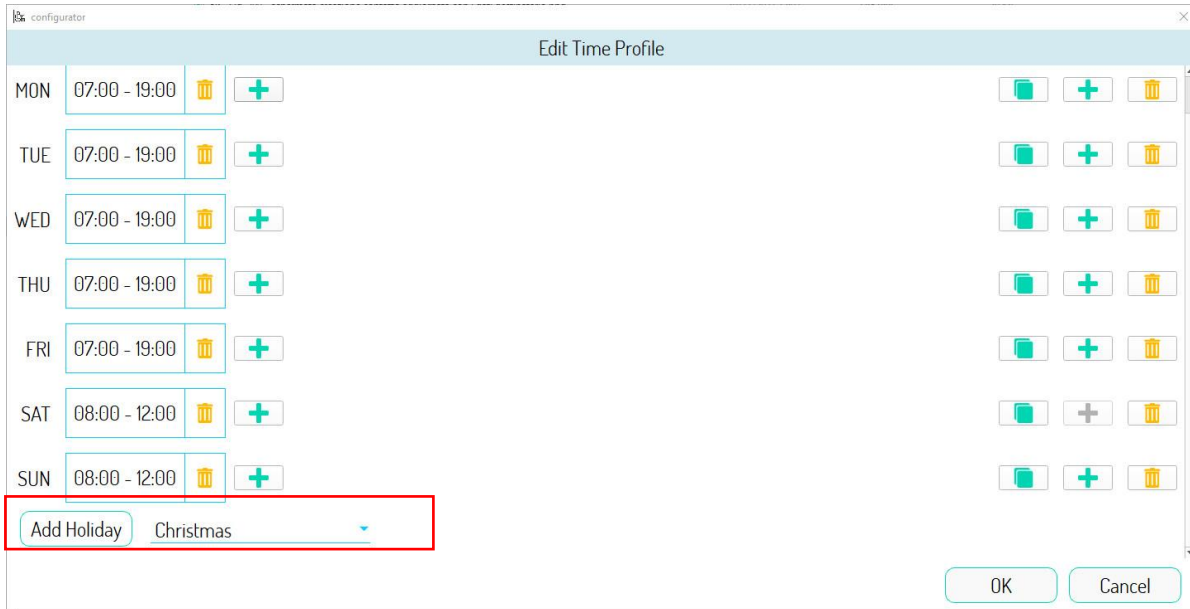 configurator
Edit Time Profile
MON 07:00 - 19:00
TUE 07:00 - 19:00
WED 07:00 - 19:00
THU 07:00 - 19:00
FRI 07:00 - 19:00
SAT 08:00 - 12:00
SUN 08:00 - 12:00
Add Holiday Christmas
OK Cancel